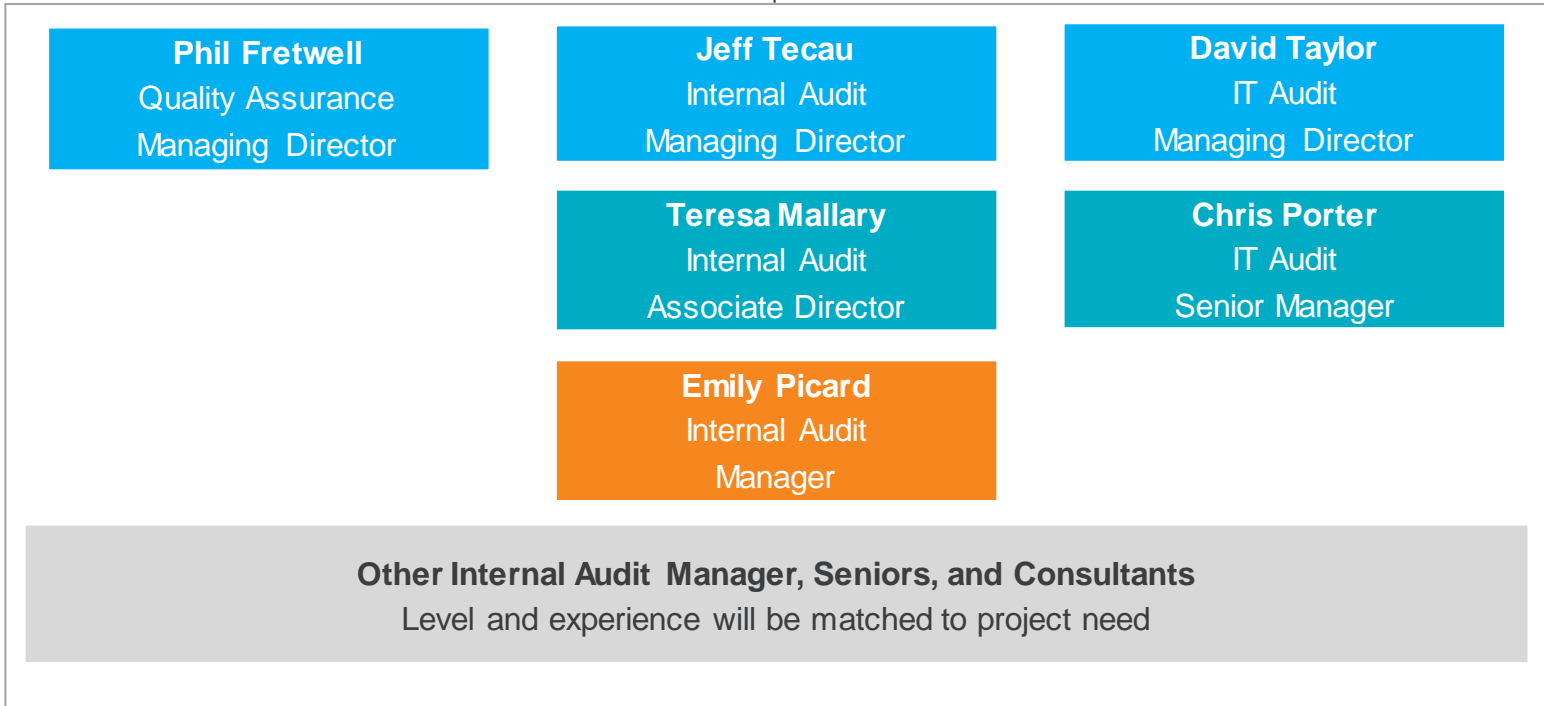 Phil Fretwell
Quality Assurance
Managing Director
Jeff Tecau
Internal Audit
Managing Director
David Taylor
IT Audit
Managing Director
Teresa Mallary
Internal Audit
Associate Director
Chris Porter
IT Audit
Senior Manager
Emily Picard
Internal Audit
Manager
Other Internal Audit Manager, Seniors, and Consultants
Level and experience will be matched to project need